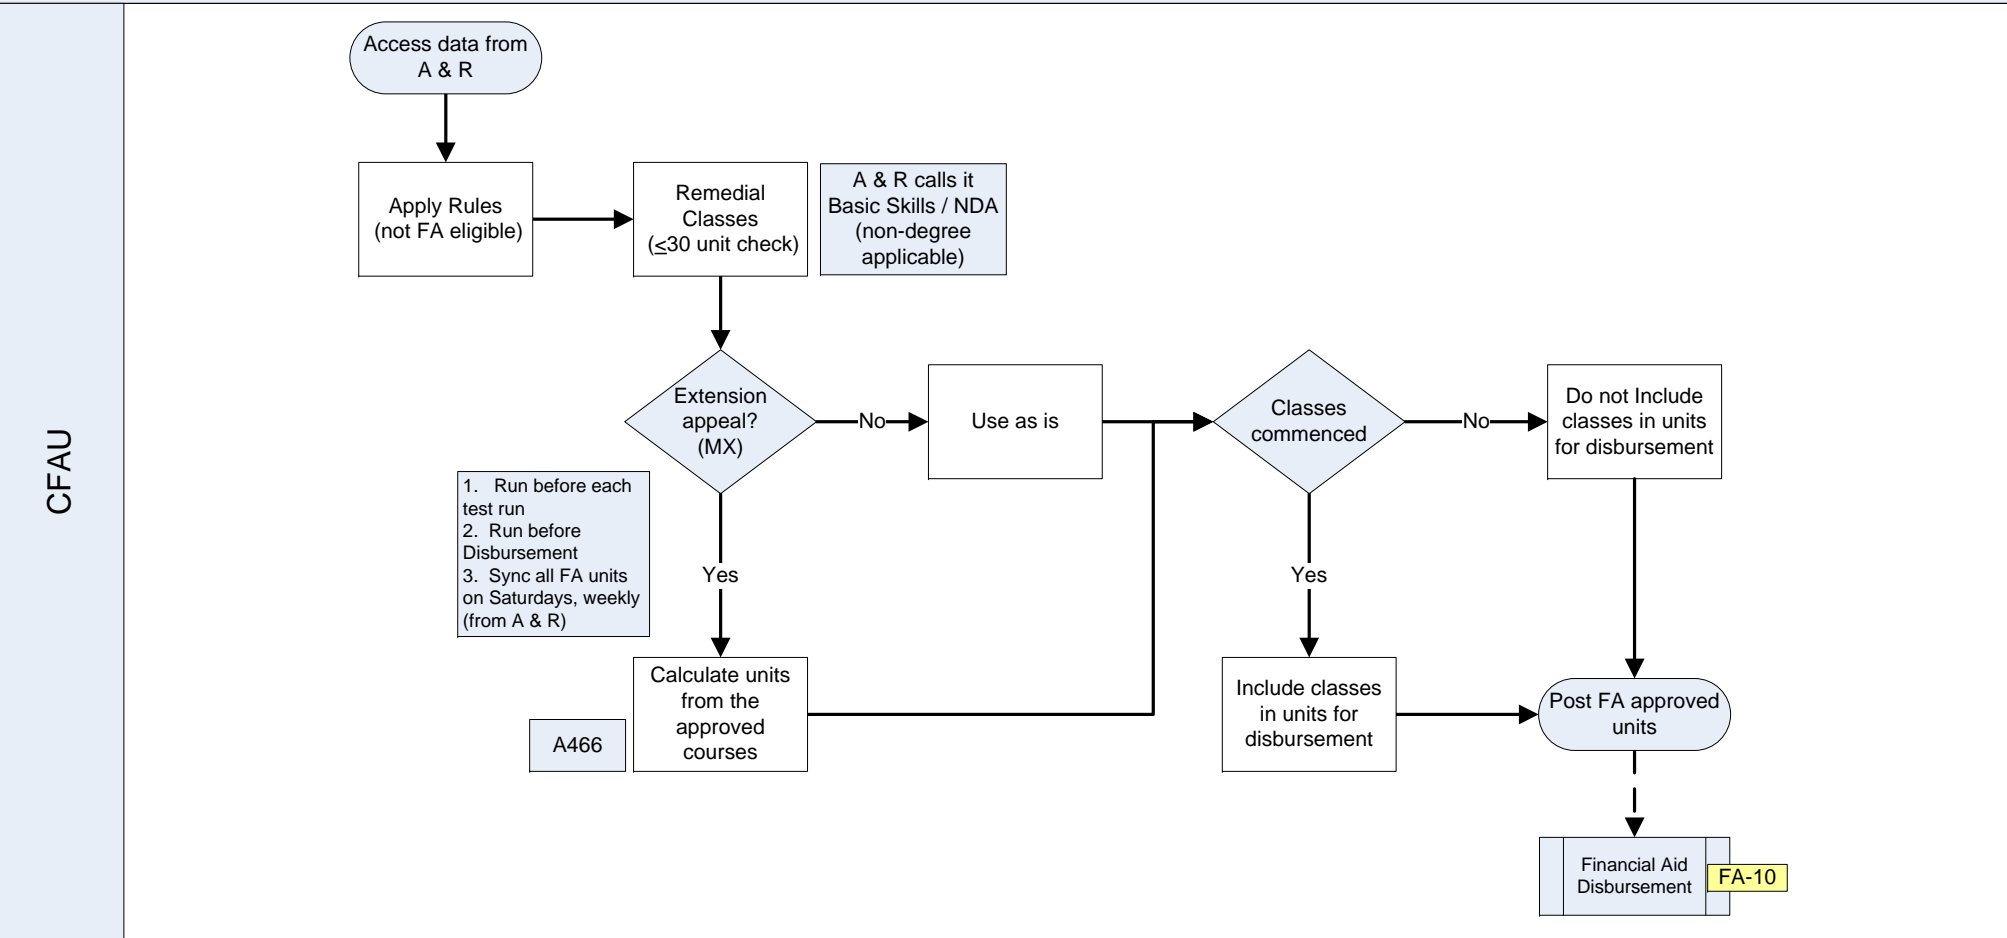 CFAU
Access data from
A & R
Apply Rules
(not FA eligible)
Remedial
Classes
(≤30 unit check)
A & R calls it
Basic Skills / NDA
(non-degree
applicable)
Extension
appeal?
(MX)
No
Use as is
Classes
commenced
No
Do not Include
classes in units
for disbursement
1. Run before each
test run
2. Run before
Disbursement
3. Sync all FA units
on Saturdays, weekly
(from A & R)
Yes
Yes
Calculate units
from the
approved
courses
A466
Include classes
in units for
disbursement
Post FA approved
units
Financial Aid
Disbursement
FA-10